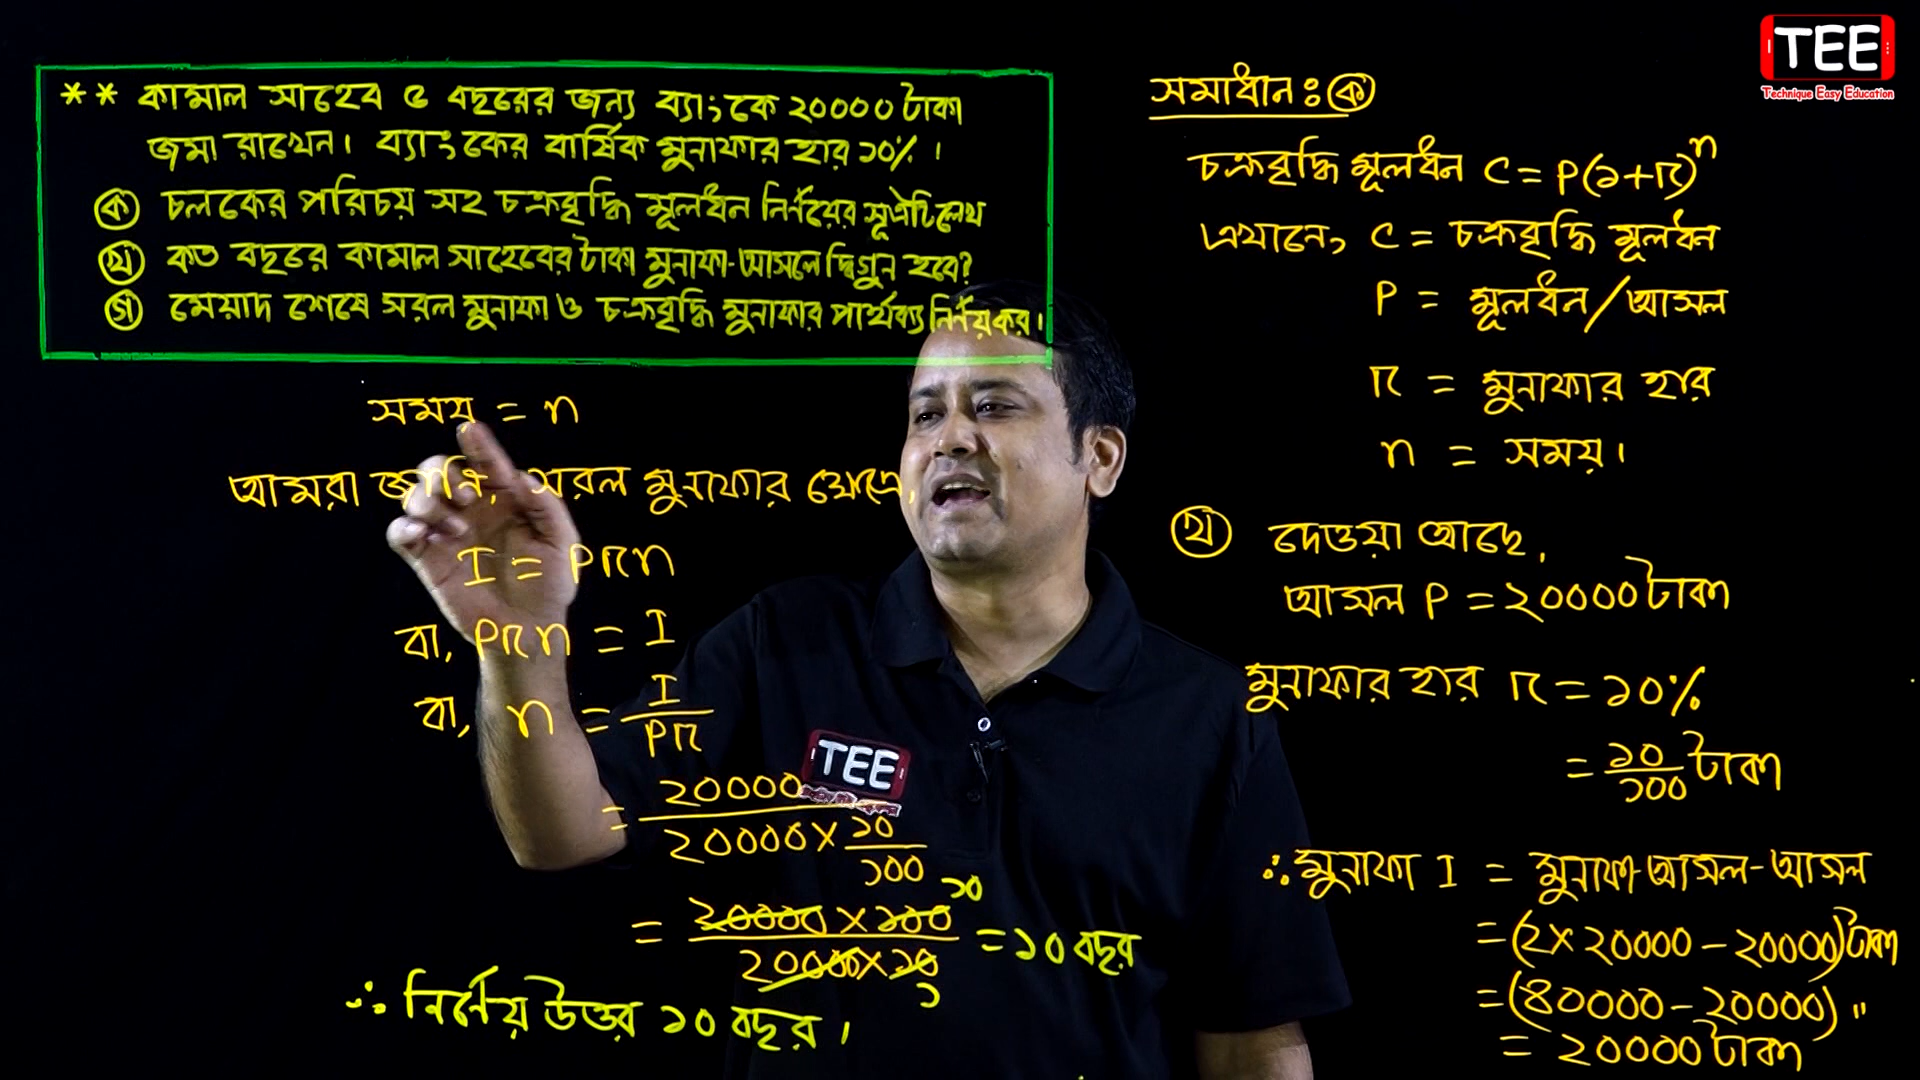 ** কামাল সাহেব ৫ বছরের জন্য ব্যাংকে ২০০০০ টাকা
জমা রাখেন। ব্যাংকের বার্ষিক মুনাফার হার ১০%।
ক চলকের পরিচয় সহ চক্রবৃদ্ধি মূলধন নির্ণয়ের সূত্রটি লেখ
খ কত বছরে কামাল সাহেবের টাকা মুনাফা-আসলে দ্বিগুন হবে?
গ মেয়াদ শেষে সরল মুনাফা ও চক্রবৃদ্ধি মুনাফার পার্থক্য নির্ণয় কর।
সময় = n
আমরা জানি, সরল মুনাফার ক্ষেত্রে,
I = Prn
বা, Prn = I
বা, n = I/Pr
= ২০০০০/২০০০০×১০/১০০
= ২০০০০×১০০/২০০০০×১০ ১০ ১ = ১০ বছর
∴ নির্ণেয় উত্তর ১০ বছর।
সমাধান: ক
চক্রবৃদ্ধি মূলধন C = P(১+r)^n
এখানে, C = চক্রবৃদ্ধি মূলধন
P = মূলধন/আসল
r = মুনাফার হার
n = সময়।
খ দেওয়া আছে,
আসল P = ২০০০০ টাকা
মুনাফার হার r = ১০%
= ১০/১০০ টাকা
∴ মুনাফা I = মুনাফা-আসল-আসল
= (২×২০০০০ - ২০০০০) টাকা
= (৪০০০০ - ২০০০০) "
= ২০০০০ টাকা
TEE
Technique Easy Education
TEE